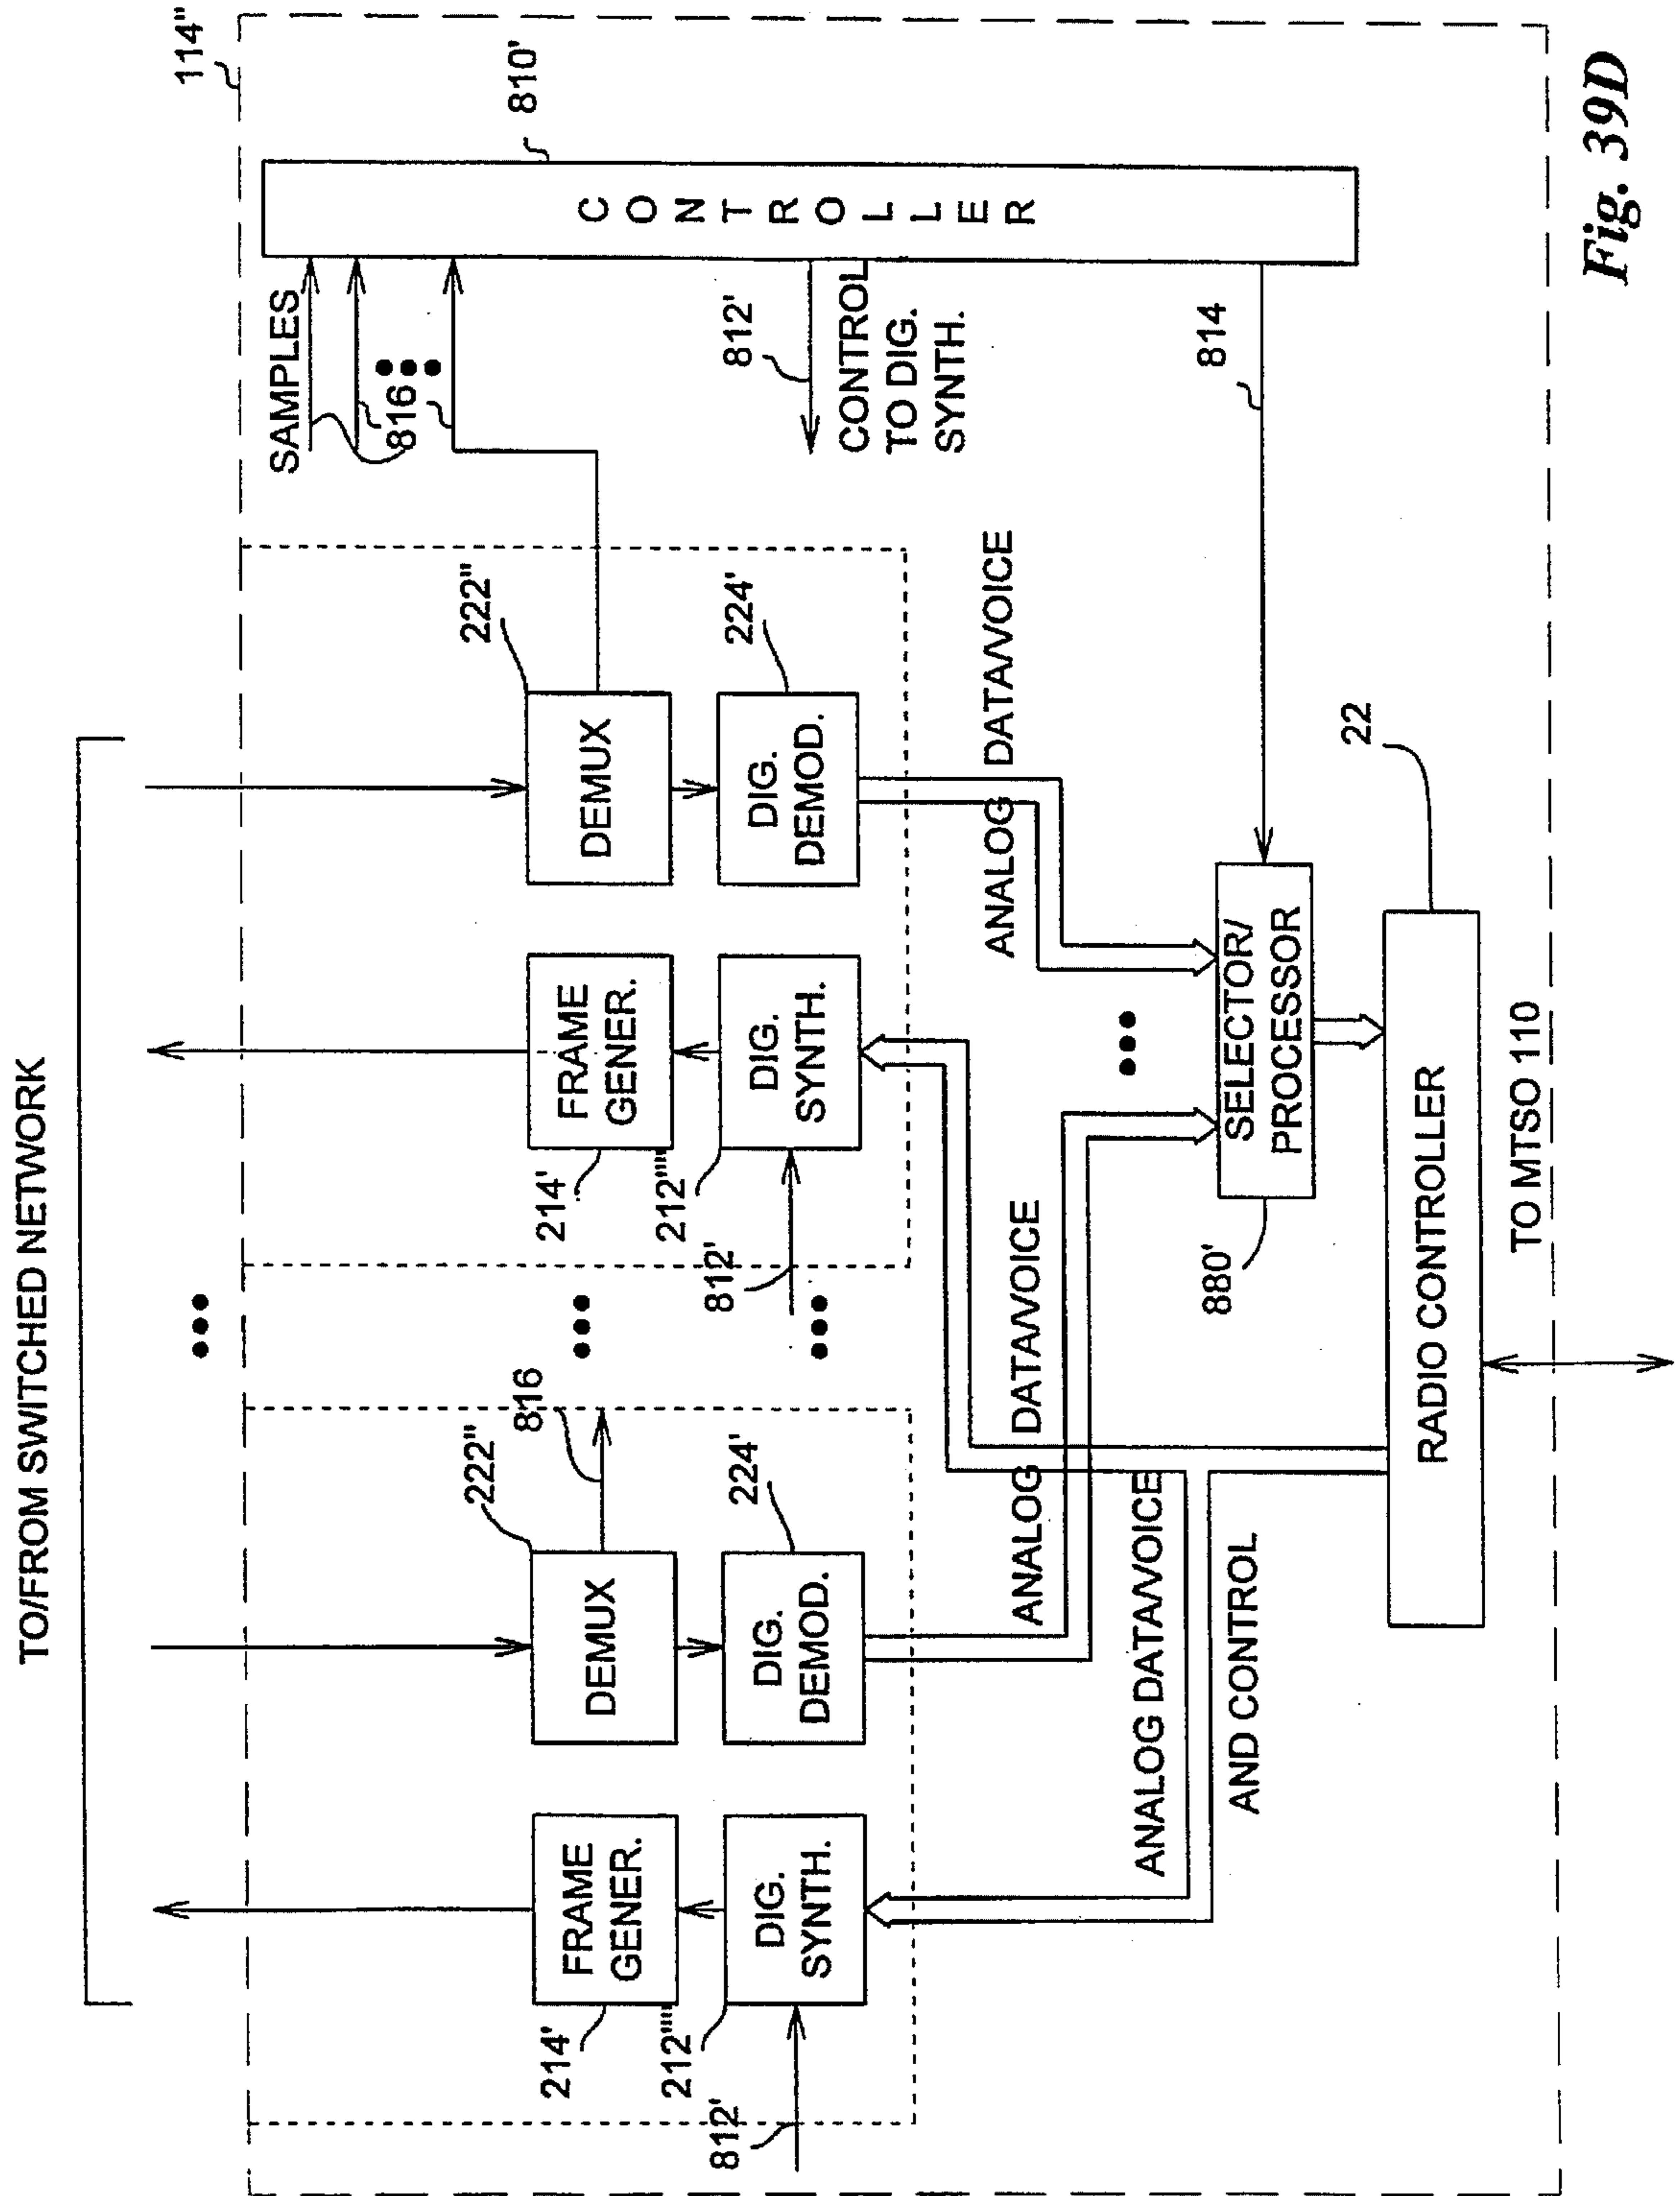 TO/FROM SWITCHED NETWORK
114"
•••
SAMPLES
816
•••
222"
816
222"
810'
214'
FRAME
GENER.
DEMUX
•••
214'
FRAME
GENER.
DEMUX
CONTROLLER
212""
224'
212""
224'
812'
812'
812'
DIG.
SYNTH.
DIG.
DEMOD.
•••
DIG.
SYNTH.
DIG.
DEMOD.
CONTROL
TO DIG.
SYNTH.
ANALOG DATA/VOICE
ANALOG DATA/VOICE
•••
ANALOG DATA/VOICE
AND CONTROL
814
880'
SELECTOR/
PROCESSOR
22
RADIO CONTROLLER
TO MTSO 110
Fig. 39D